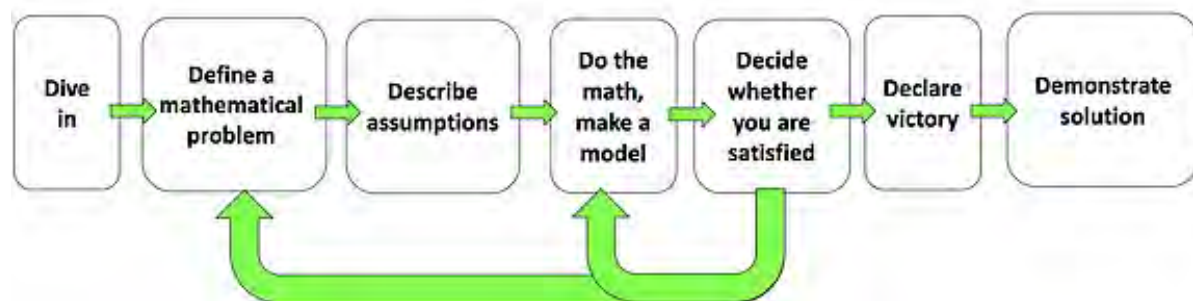 Dive
in
Define a
mathematical
problem
Describe
assumptions
Do the
math,
make a
model
Decide
whether
you are
satisfied
Declare
victory
Demonstrate
solution